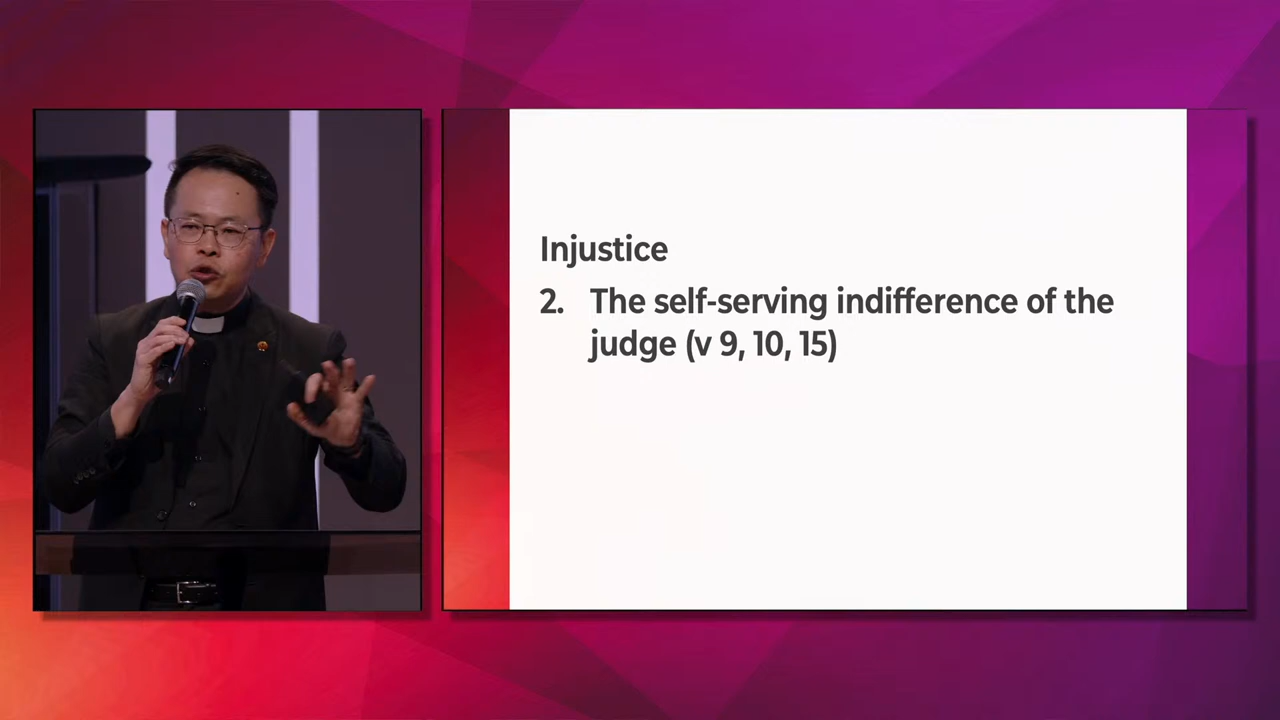 Injustice
2. The self-serving indifference of the
judge (v 9, 10, 15)